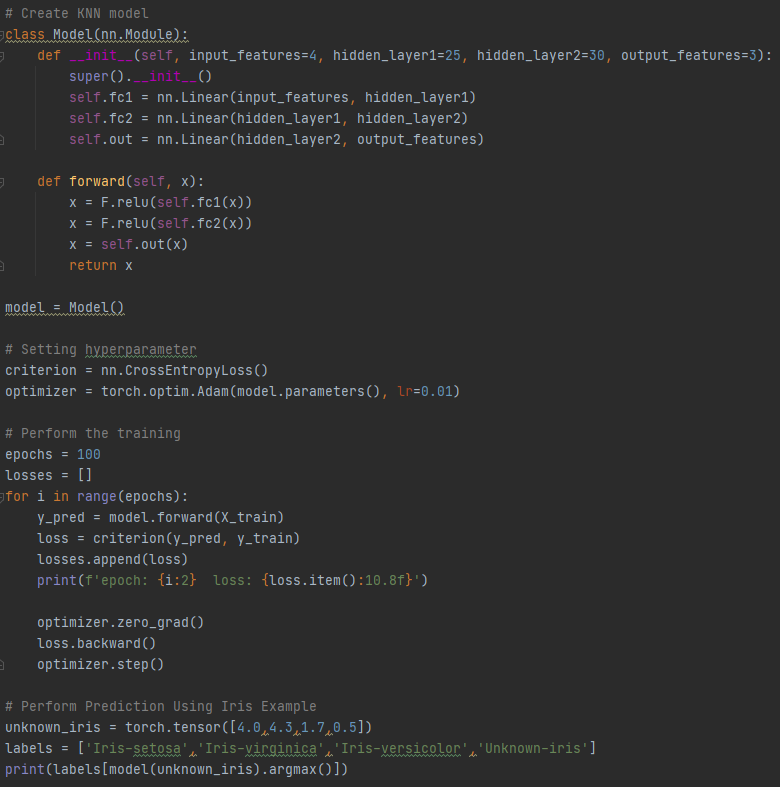 # Create KNN model
class Model(nn.Module):
    def __init__(self, input_features=4, hidden_layer1=25, hidden_layer2=30, output_features=3):
        super().__init__()
        self.fc1 = nn.Linear(input_features, hidden_layer1)
        self.fc2 = nn.Linear(hidden_layer1, hidden_layer2)
        self.out = nn.Linear(hidden_layer2, output_features)
    def forward(self, x):
        x = F.relu(self.fc1(x))
        x = F.relu(self.fc2(x))
        x = self.out(x)
        return x
model = Model()
# Setting hyperparameter
criterion = nn.CrossEntropyLoss()
optimizer = torch.optim.Adam(model.parameters(), lr=0.01)
# Perform the training
epochs = 100
losses = []
for i in range(epochs):
    y_pred = model.forward(X_train)
    loss = criterion(y_pred, y_train)
    losses.append(loss)
    print(f'epoch: {i:2}  loss: {loss.item():10.8f}')
    optimizer.zero_grad()
    loss.backward()
    optimizer.step()
# Perform Prediction Using Iris Example
unknown_iris = torch.tensor([4.0,4.3,1.7,0.5])
labels = ['Iris-setosa','Iris-virginica','Iris-versicolor','Unknown-iris']
print(labels[model(unknown_iris).argmax()])